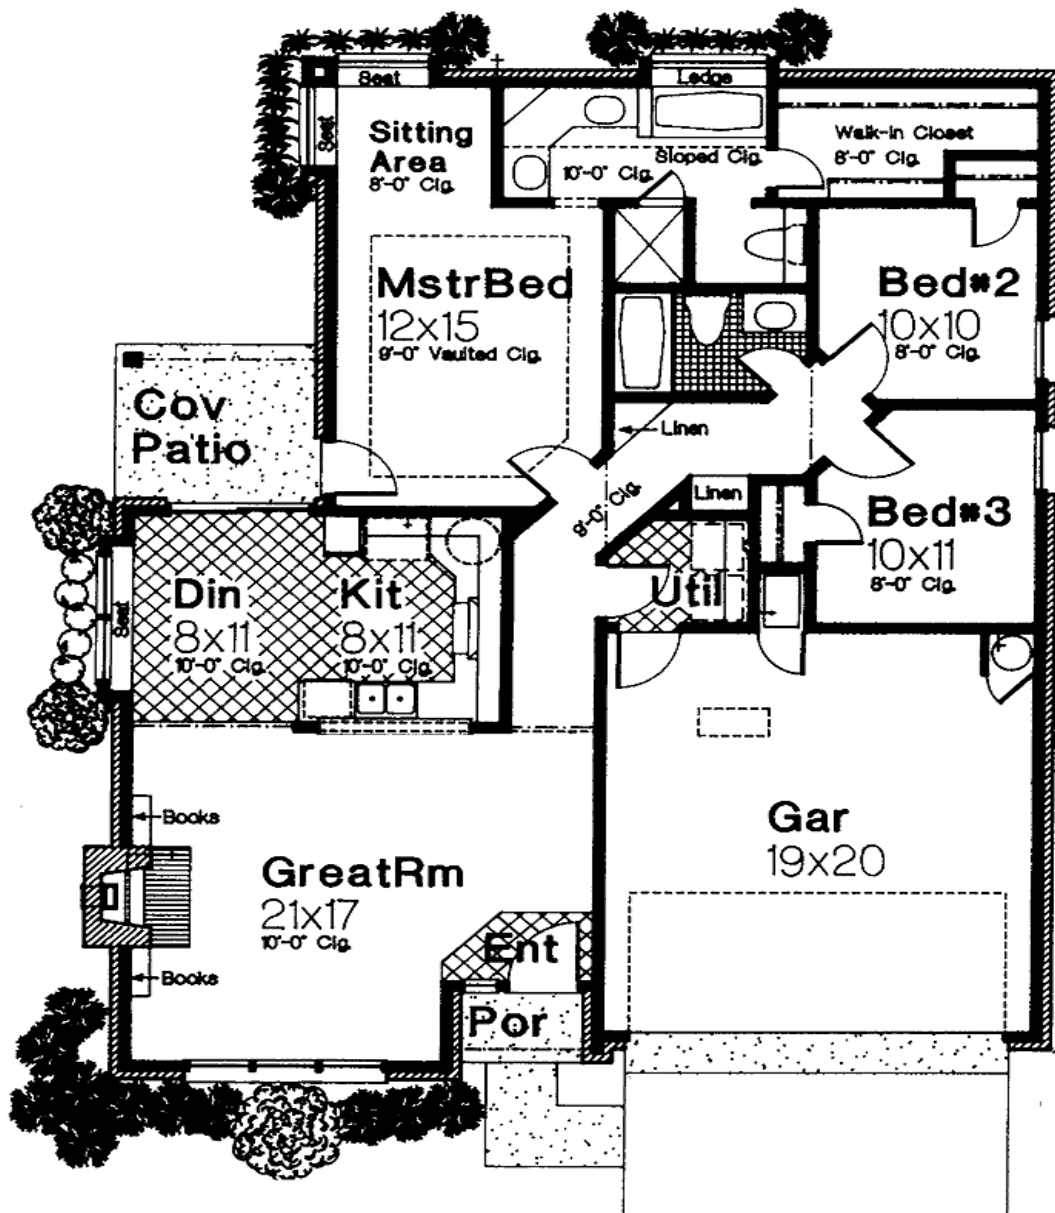 Seat
Ledge
Seat
Sitting
Area
8'-0" Clg.
Walk-in Closet
8'-0" Clg.
Sloped Clg.
10'-0" Clg.
MstrBed
12x15
9'-0" Vaulted Clg.
Bed#2
10x10
8'-0" Clg.
Cov
Patio
Linen
Linen
9'-0" Clg.
Bed#3
10x11
8'-0" Clg.
Din
8x11
10'-0" Clg.
Kit
8x11
10'-0" Clg.
Util
Seat
Books
Gar
19x20
GreatRm
21x17
10'-0" Clg.
Ent
Books
Por